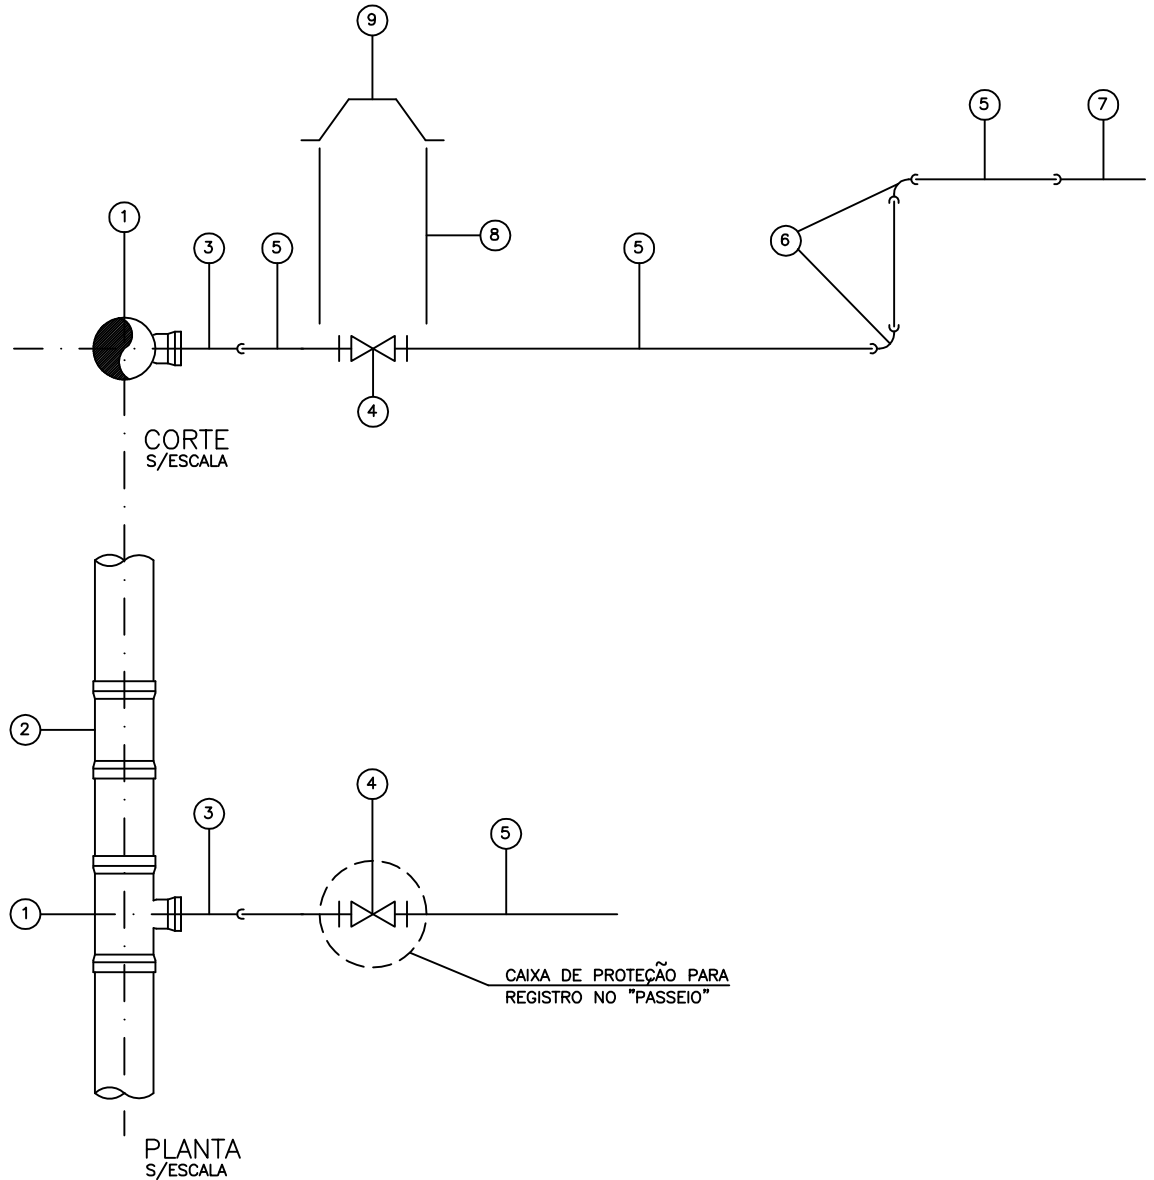 9
5
7
1
3
5
8
5
6
4
CORTE
S/ESCALA
2
4
3
5
1
CAIXA DE PROTEÇÃO PARA
REGISTRO NO "PASSEIO"
PLANTA
S/ESCALA